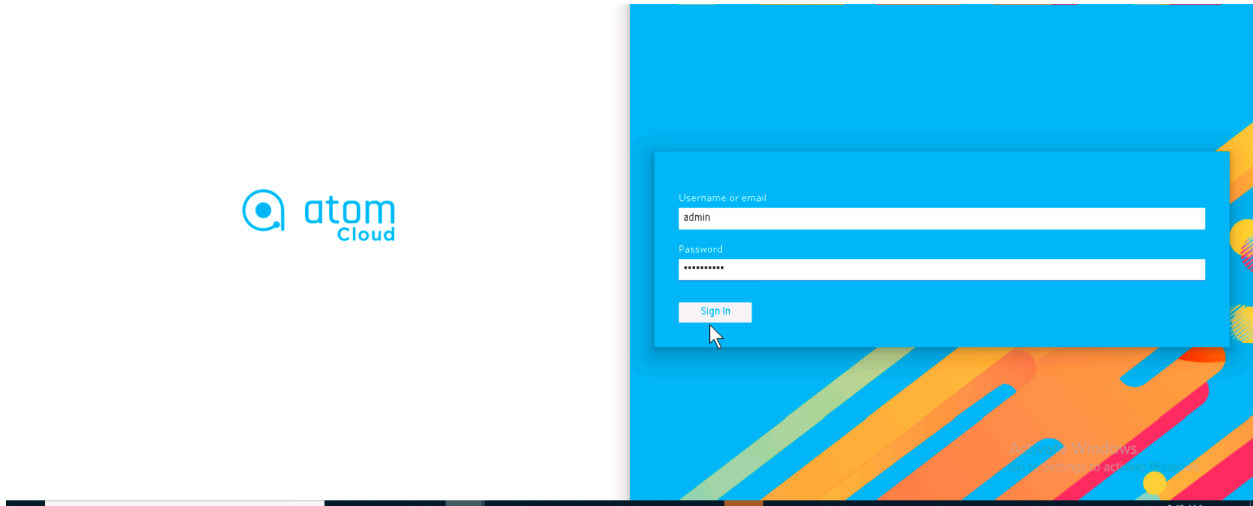 atom
Cloud
Username or email
admin
Password
Sign In